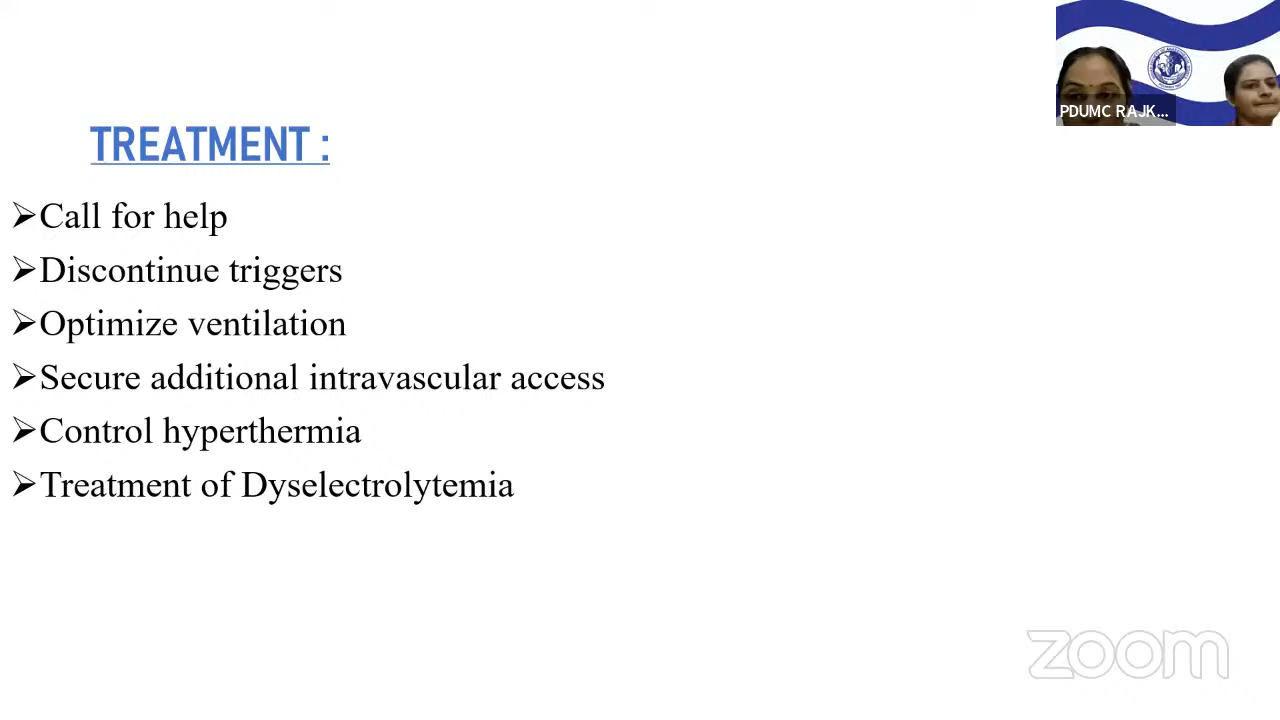 PDUMC RAJK...
TREATMENT :
➢Call for help
➢Discontinue triggers
➢Optimize ventilation
➢Secure additional intravascular access
➢Control hyperthermia
➢Treatment of Dyselectrolytemia
zoom